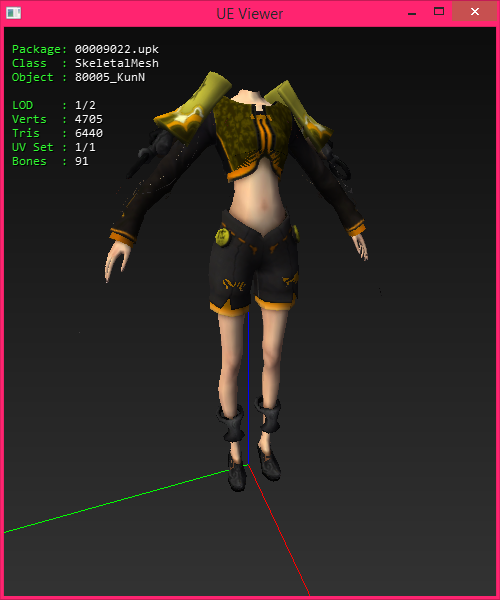 UE Viewer
Package: 00009022.upk
Class : SkeletalMesh
Object : 80005_KunN
LOD : 1/2
Verts : 4705
Tris : 6440
UV Set : 1/1
Bones : 91